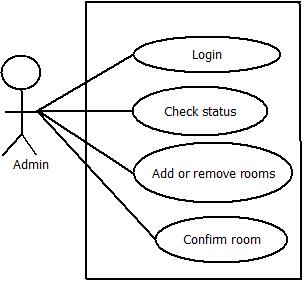 Login
Check status
Admin
Add or remove rooms
Confirm room